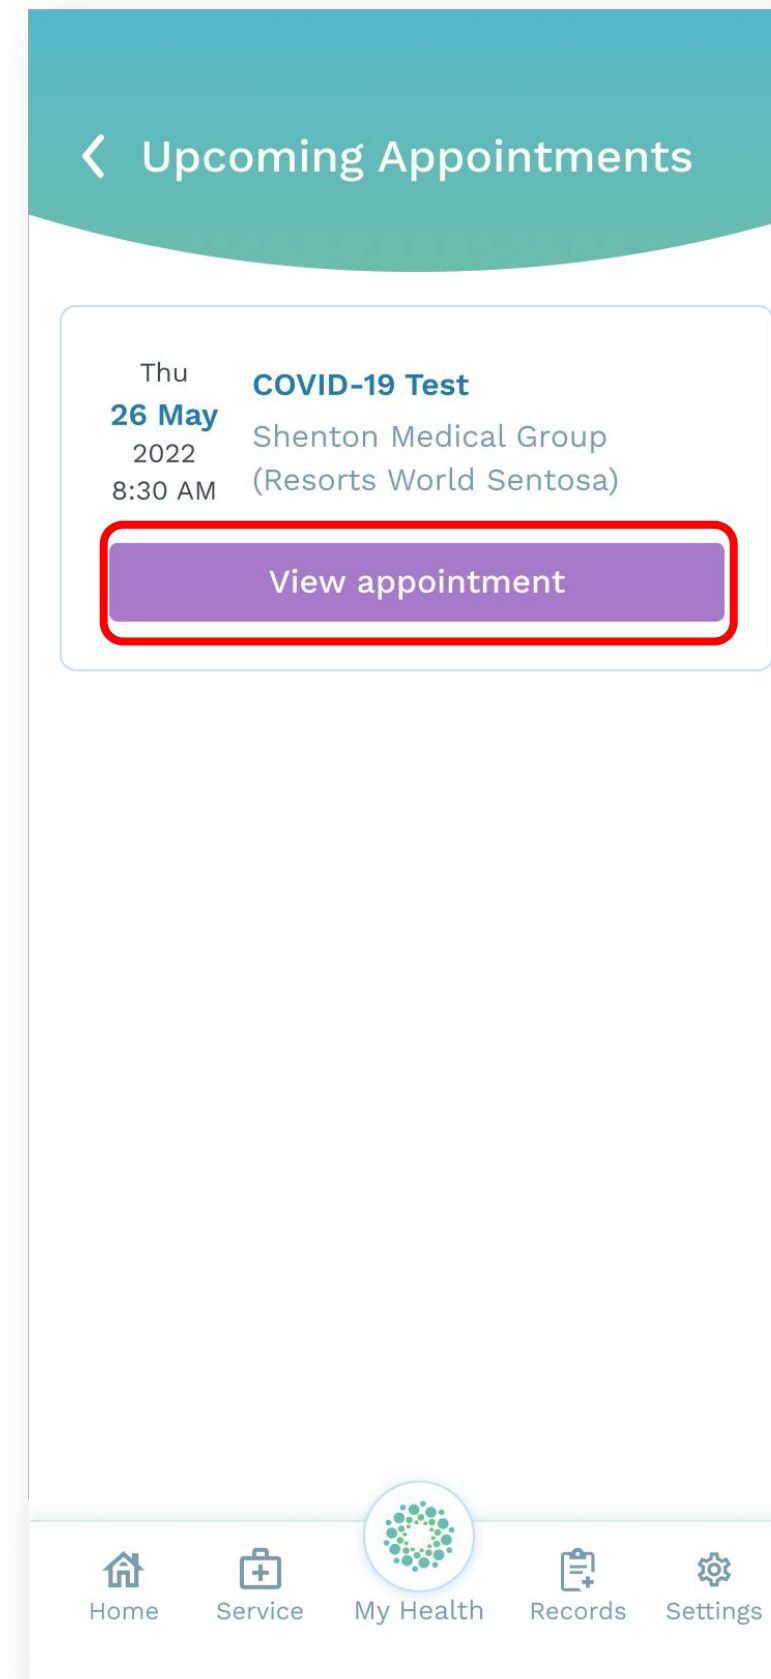 Upcoming Appointments
Thu
26 May
2022
8:30 AM
COVID-19 Test
Shenton Medical Group
(Resorts World Sentosa)
View appointment
Home
Service
My Health
Records
Settings